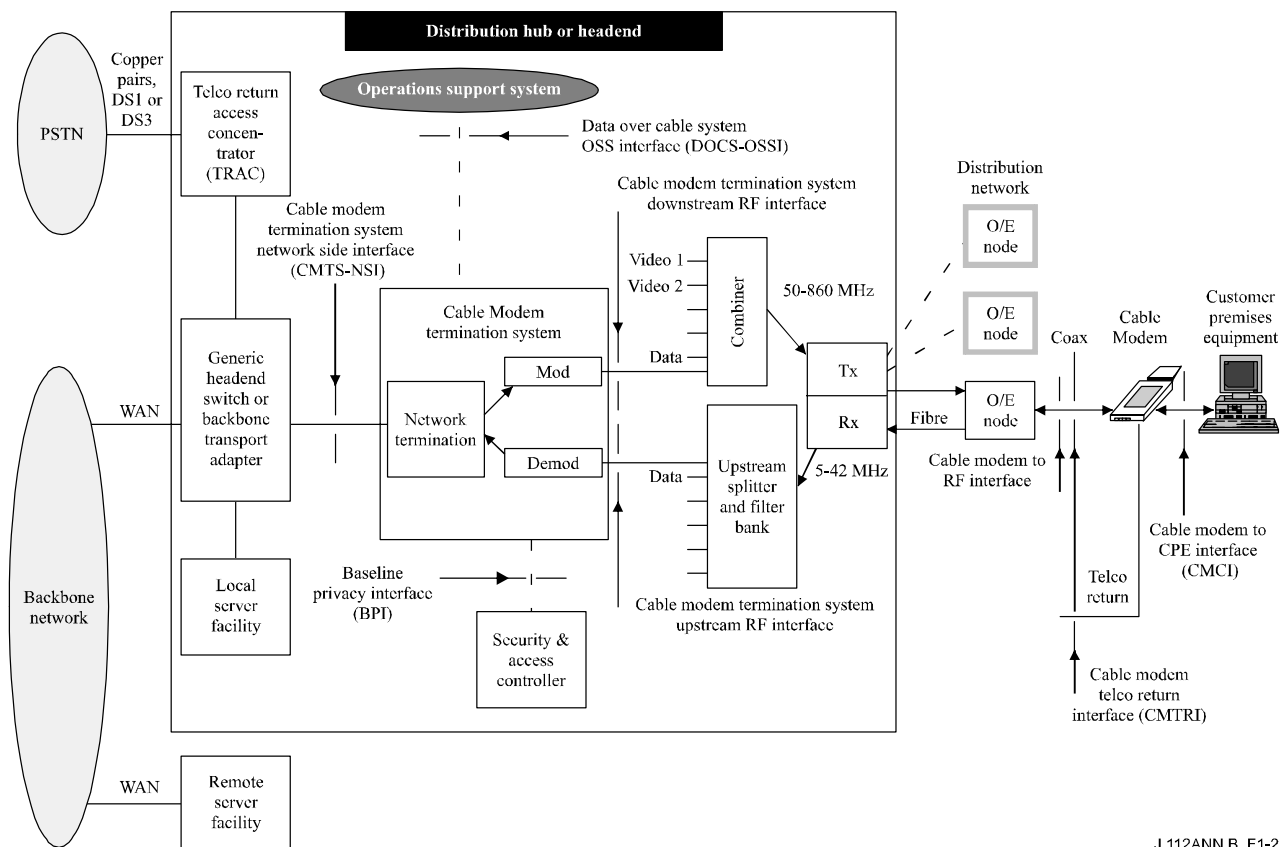 Distribution hub or headend
Copper
pairs,
DS1 or
DS3
PSTN
Telco return
access
concen-
trator
(TRAC)
Operations support system
Data over cable system
OSS interface (DOCS-OSSI)
Cable modem termination system
downstream RF interface
Cable modem
termination system
network side interface
(CMTS-NSI)
Distribution
network
O/E
node
O/E
node
Video 1
Video 2
Data
Combiner
50-860 MHz
Cable Modem
termination system
Mod
Network
termination
Demod
Generic
headend
switch or
backbone
transport
adapter
WAN
Tx
Rx
Fibre
5-42 MHz
O/E
node
Coax
Cable
Modem
Customer
premises
equipment
Data
Upstream
splitter
and filter
bank
Cable modem to
RF interface
Cable modem to
CPE interface
(CMCI)
Backbone
network
Local
server
facility
Baseline
privacy interface
(BPI)
Security &
access
controller
Cable modem termination system
upstream RF interface
Telco
return
Cable modem
telco return
interface (CMTRI)
WAN
Remote
server
facility
J.112ANN.B_F1-2